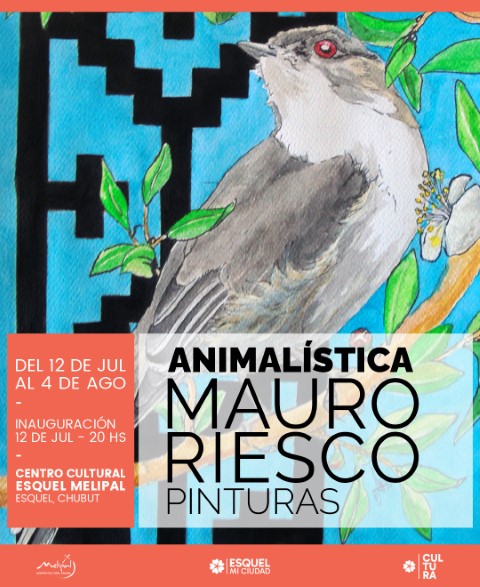 ANIMALÍSTICA
MAURO
RIESCO
PINTURAS
DEL 12 DE JUL
AL 4 DE AGO
-
INAUGURACIÓN
12 DE JUL - 20 HS
-
CENTRO CULTURAL
ESQUEL MELIPAL
ESQUEL, CHUBUT
Melipal
ESQUEL
MI CIUDAD
CUL
TU
RA